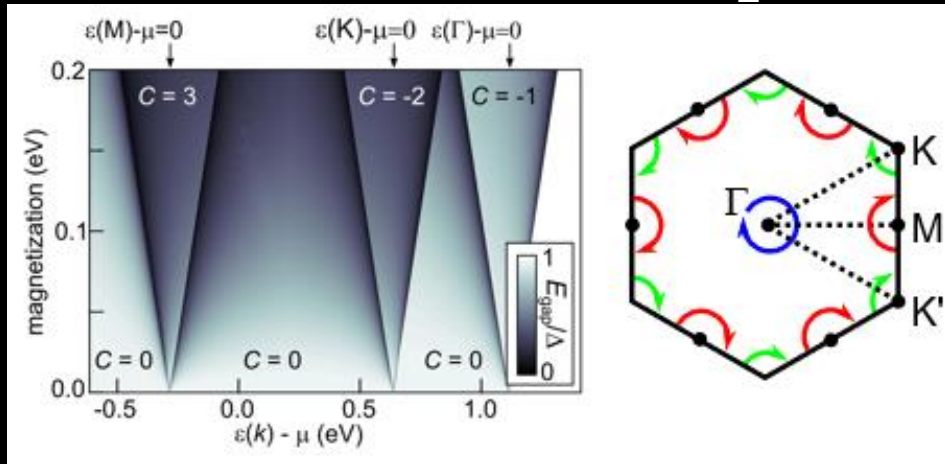 ε(M)-μ=0 ε(K)-μ=0 ε(Γ)-μ=0
0.2
C = 3
C = -2
C = -1
magnetization (eV)
0.1
1
E_gap/Δ
0
C = 0
C = 0
C = 0
0.0
-0.5 0.0 0.5 1.0
ε(k) - μ (eV)
K
Γ
M
K'